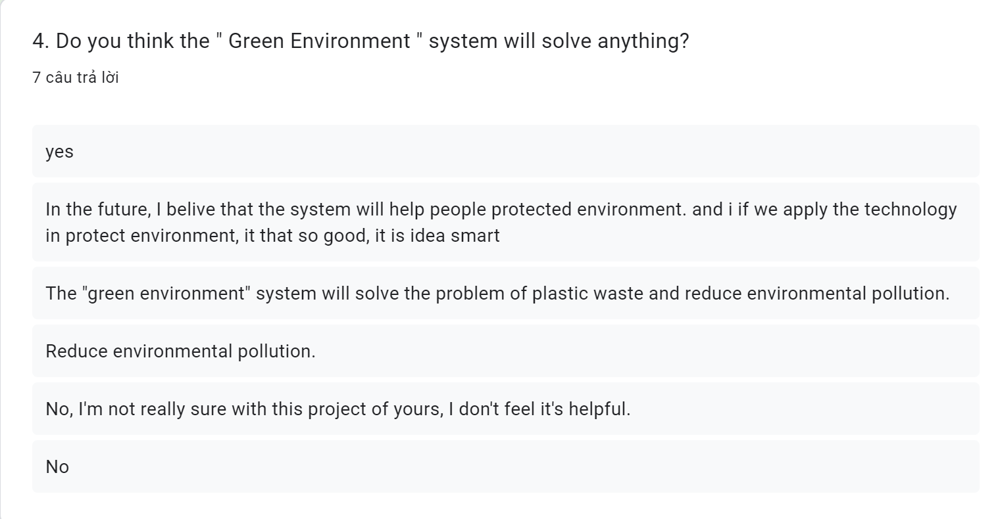 4. Do you think the " Green Environment " system will solve anything?
7 câu trả lời
yes
In the future, I belive that the system will help people protected environment. and i if we apply the technology
in protect environment, it that so good, it is idea smart
The "green environment" system will solve the problem of plastic waste and reduce environmental pollution.
Reduce environmental pollution.
No, I'm not really sure with this project of yours, I don't feel it's helpful.
No